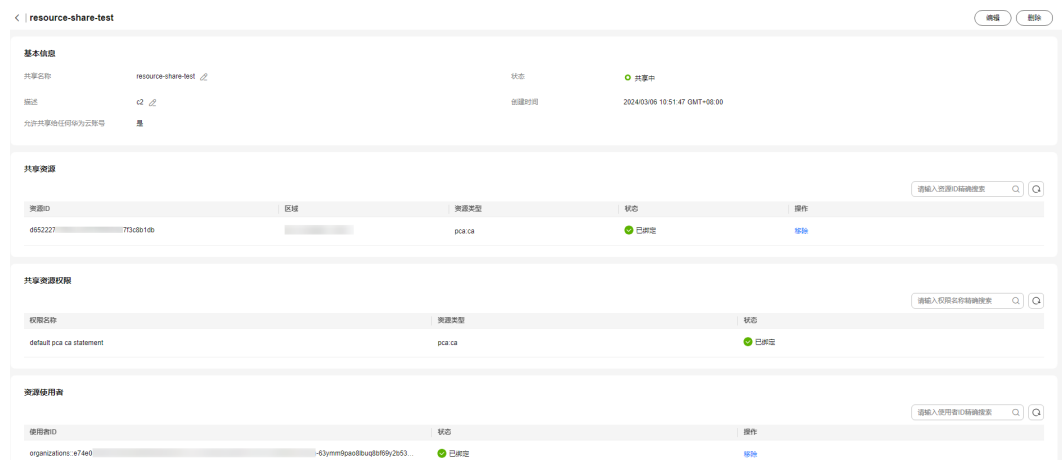 resource-share-test
编辑 删除
基本信息
共享名称 resource-share-test 状态 共享中
描述 c2 创建时间 2024/03/06 10:51:47 GMT+08:00
允许共享给任何华为云账号 是
共享资源
请输入资源ID精确搜索
资源ID 区域 资源类型 状态 操作
d652227 7f3c8b1db pca:ca 已绑定 移除
共享资源权限
请输入权限名称精确搜索
权限名称 资源类型 状态
default pca ca statement pca:ca 已绑定
资源使用者
请输入使用者ID精确搜索
使用者ID 状态 操作
organizations::e74e0 -63ymm9pao8lbuq8bf69y2b53... 已绑定 移除